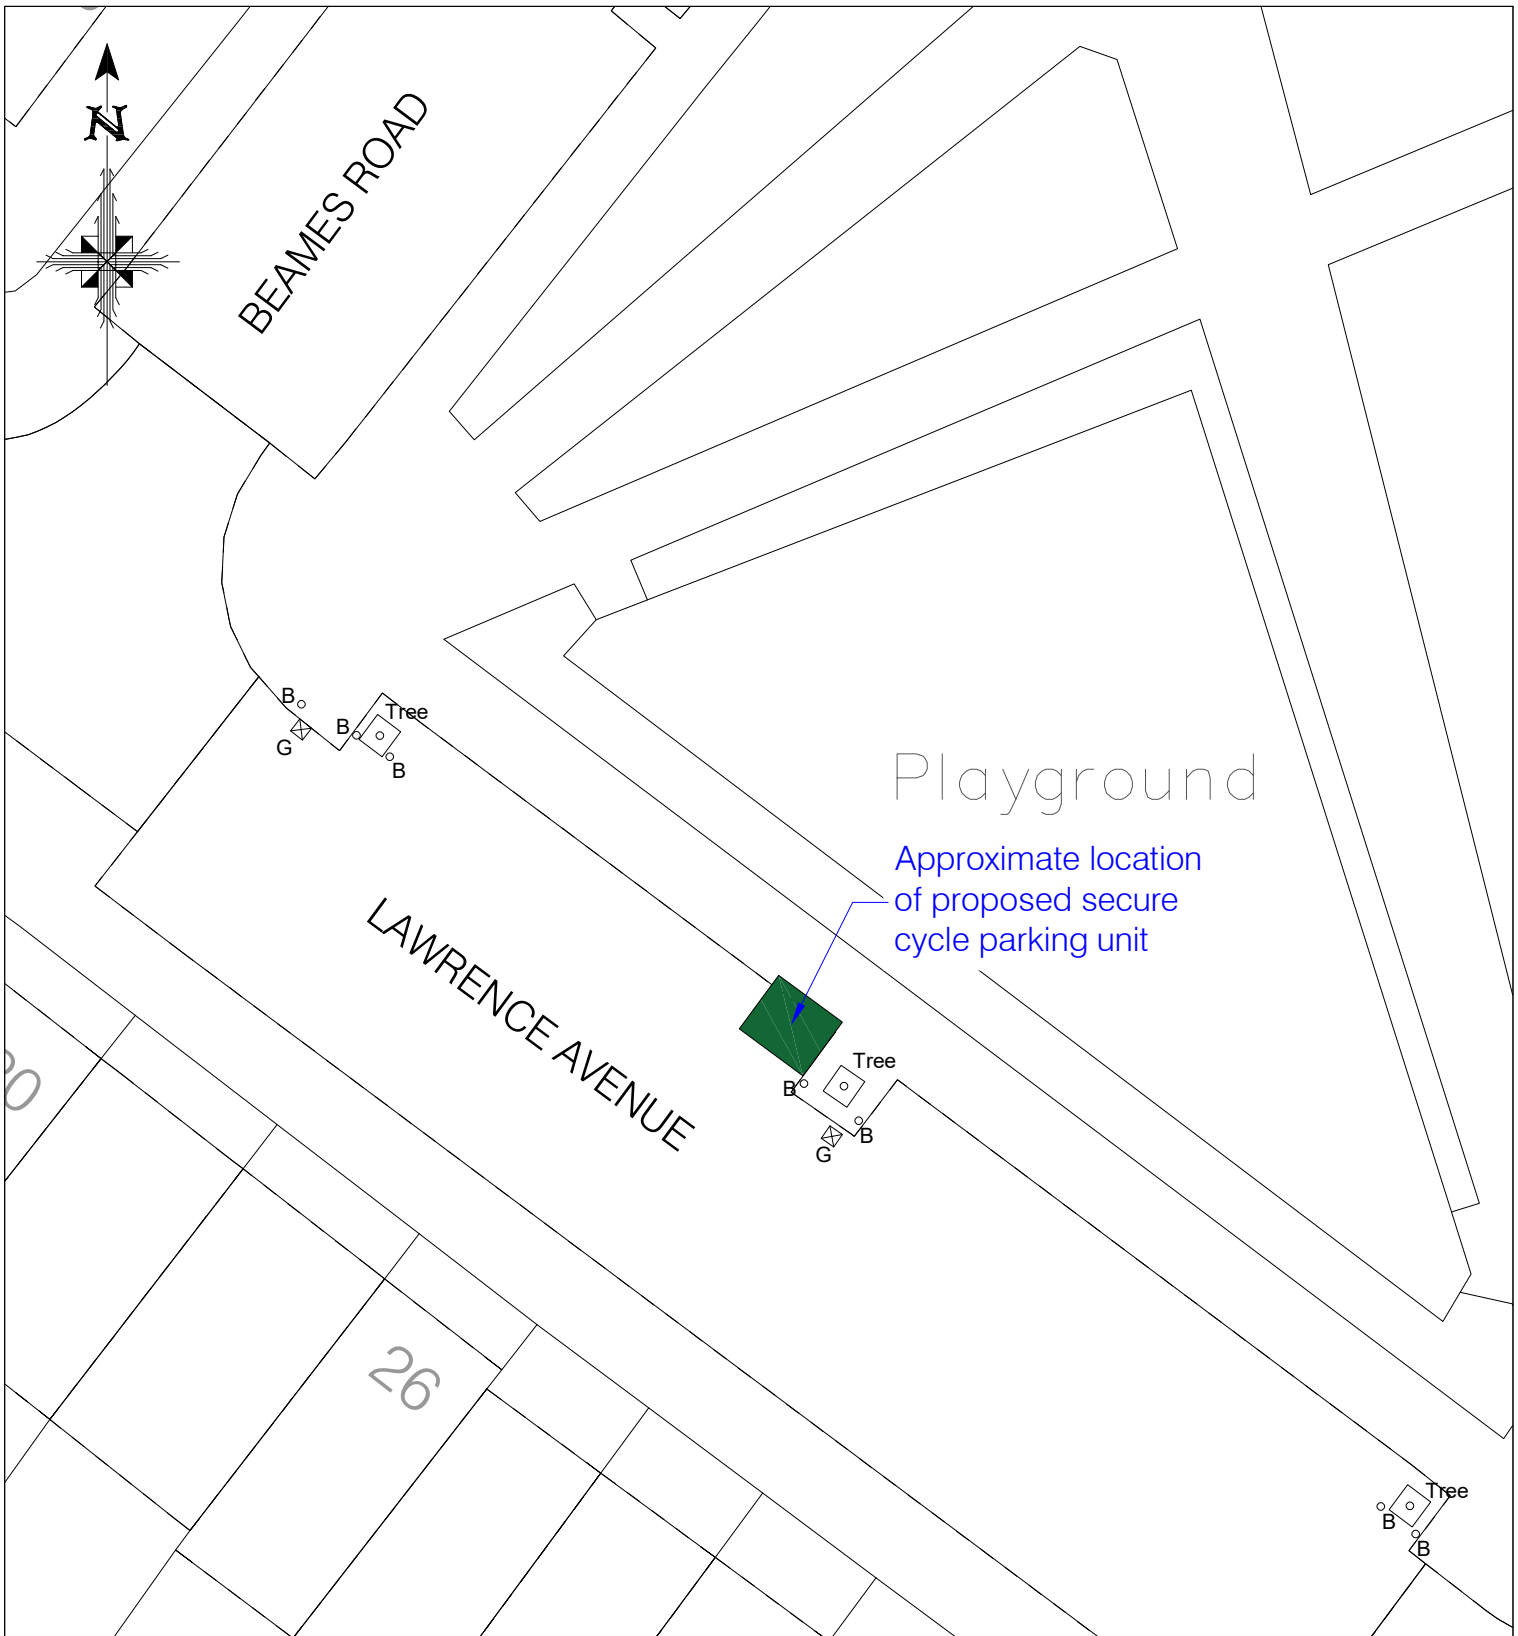 N
BEAMES ROAD
B
Tree
B
G
B
Playground
Approximate location
of proposed secure
cycle parking unit
LAWRENCE AVENUE
Tree
B
B
G
26
Tree
B
B